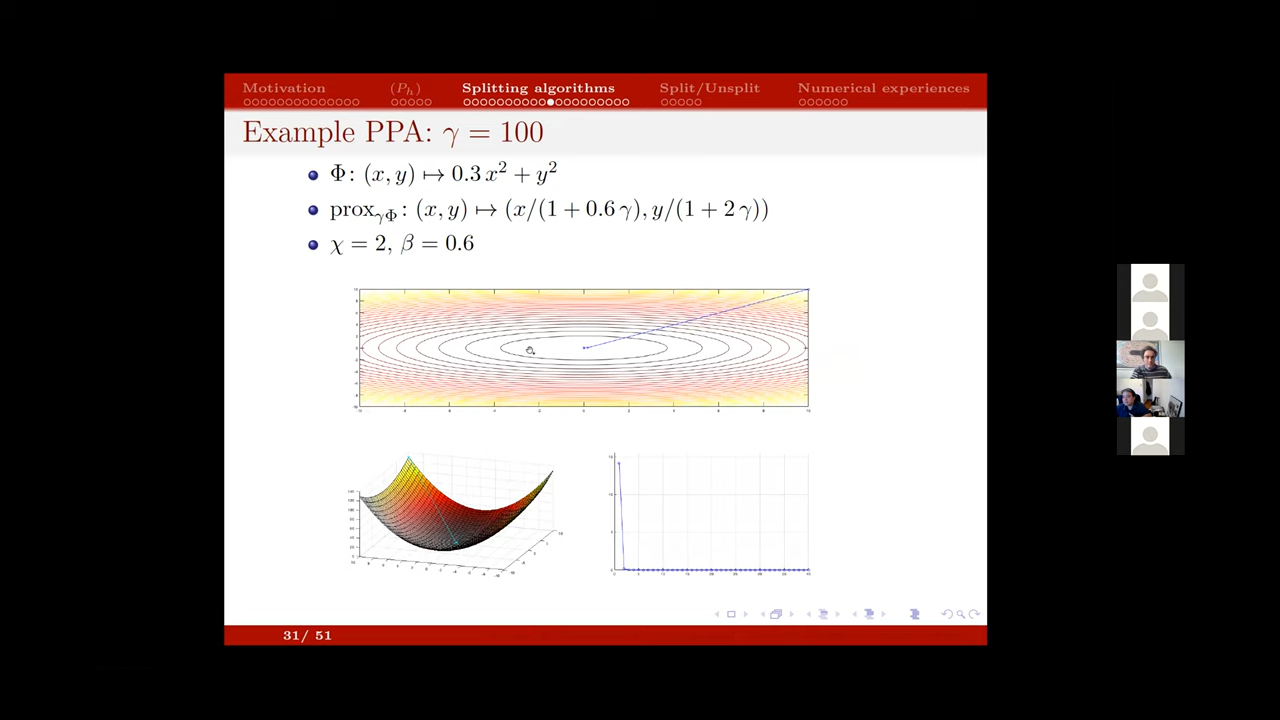 Motivation (P_h) Splitting algorithms Split/Unsplit Numerical experiences
Example PPA: γ = 100
Φ: (x, y) ↦ 0.3 x² + y²
prox_γΦ : (x, y) ↦ (x/(1 + 0.6 γ), y/(1 + 2 γ))
χ = 2, β = 0.6
31/ 51